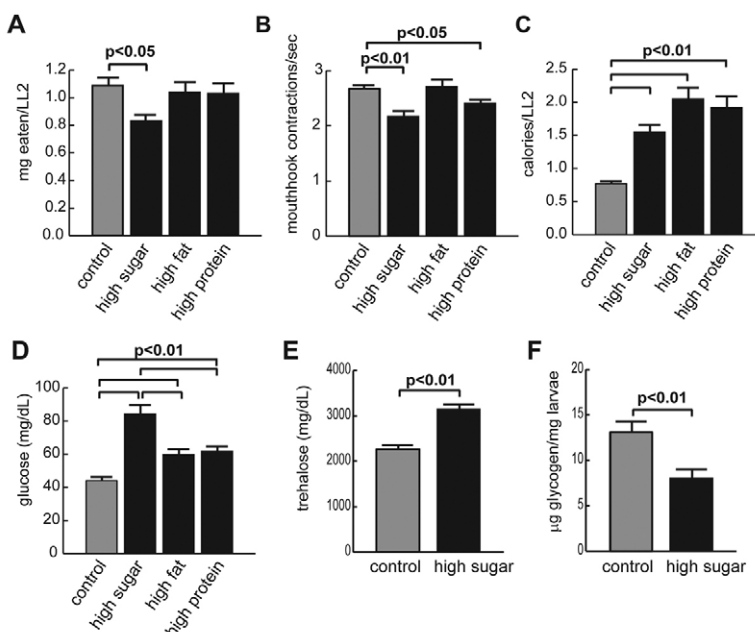 A
p<0.05
mg eaten/LL2
1.2
1.0
0.8
0.6
0.4
0.2
0.0
control
high sugar
high fat
high protein
B
p<0.05
p<0.01
mouthhook contractions/sec
3
2
1
0
control
high sugar
high fat
high protein
C
p<0.01
calories/LL2
2.5
2.0
1.5
1.0
0.5
0.0
control
high sugar
high fat
high protein
D
p<0.01
glucose (mg/dL)
100
80
60
40
20
0
control
high sugar
high fat
high protein
E
p<0.01
trehalose (mg/dL)
4000
3000
2000
1000
0
control
high sugar
F
p<0.01
µg glycogen/mg larvae
20
15
10
5
0
control
high sugar